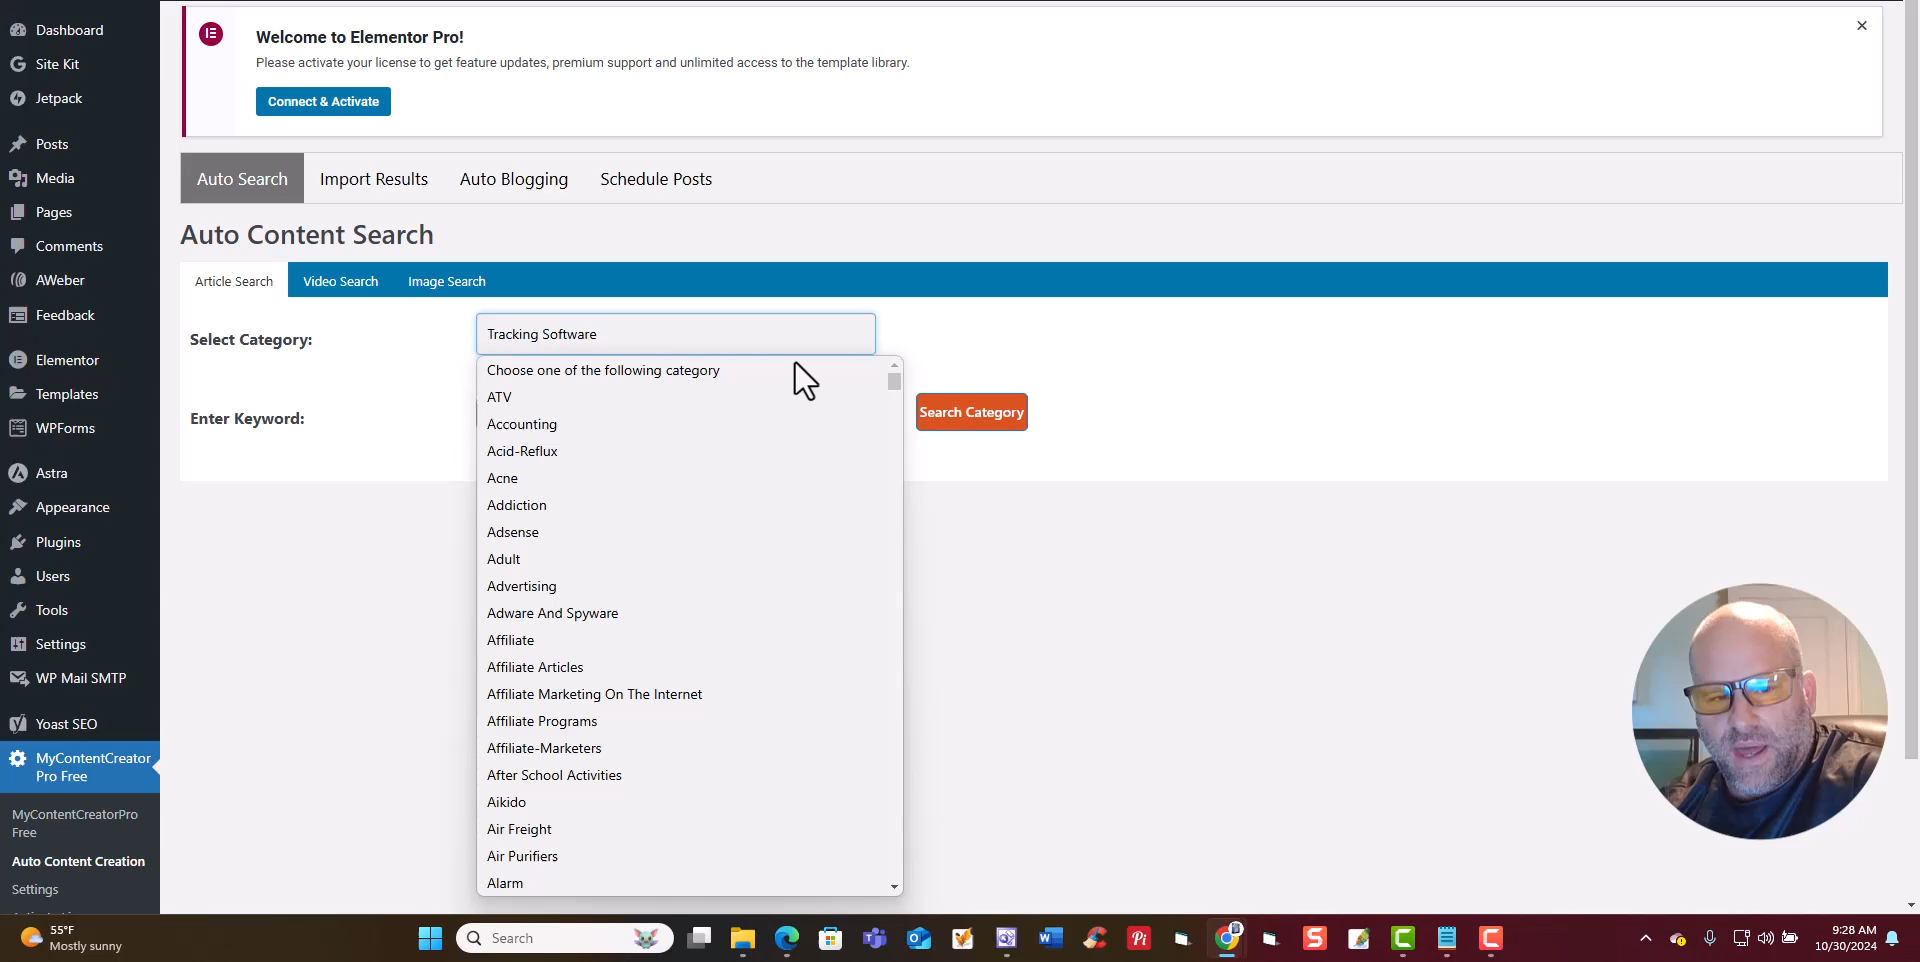 Dashboard
Site Kit
Jetpack
Posts
Media
Pages
Comments
AWeber
Feedback
Elementor
Templates
WPForms
Astra
Appearance
Plugins
Users
Tools
Settings
WP Mail SMTP
Yoast SEO
MyContentCreator
Pro Free
MyContentCreatorPro
Free
Auto Content Creation
Settings
Welcome to Elementor Pro!
Please activate your license to get feature updates, premium support and unlimited access to the template library.
Connect & Activate
Auto Search Import Results Auto Blogging Schedule Posts
Auto Content Search
Article Search Video Search Image Search
Select Category:
Tracking Software
Enter Keyword:
Search Category
Choose one of the following category
ATV
Accounting
Acid-Reflux
Acne
Addiction
Adsense
Adult
Advertising
Adware And Spyware
Affiliate
Affiliate Articles
Affiliate Marketing On The Internet
Affiliate Programs
Affiliate-Marketers
After School Activities
Aikido
Air Freight
Air Purifiers
Alarm
55°F
Mostly sunny
Search
Pi
9:28 AM
10/30/2024